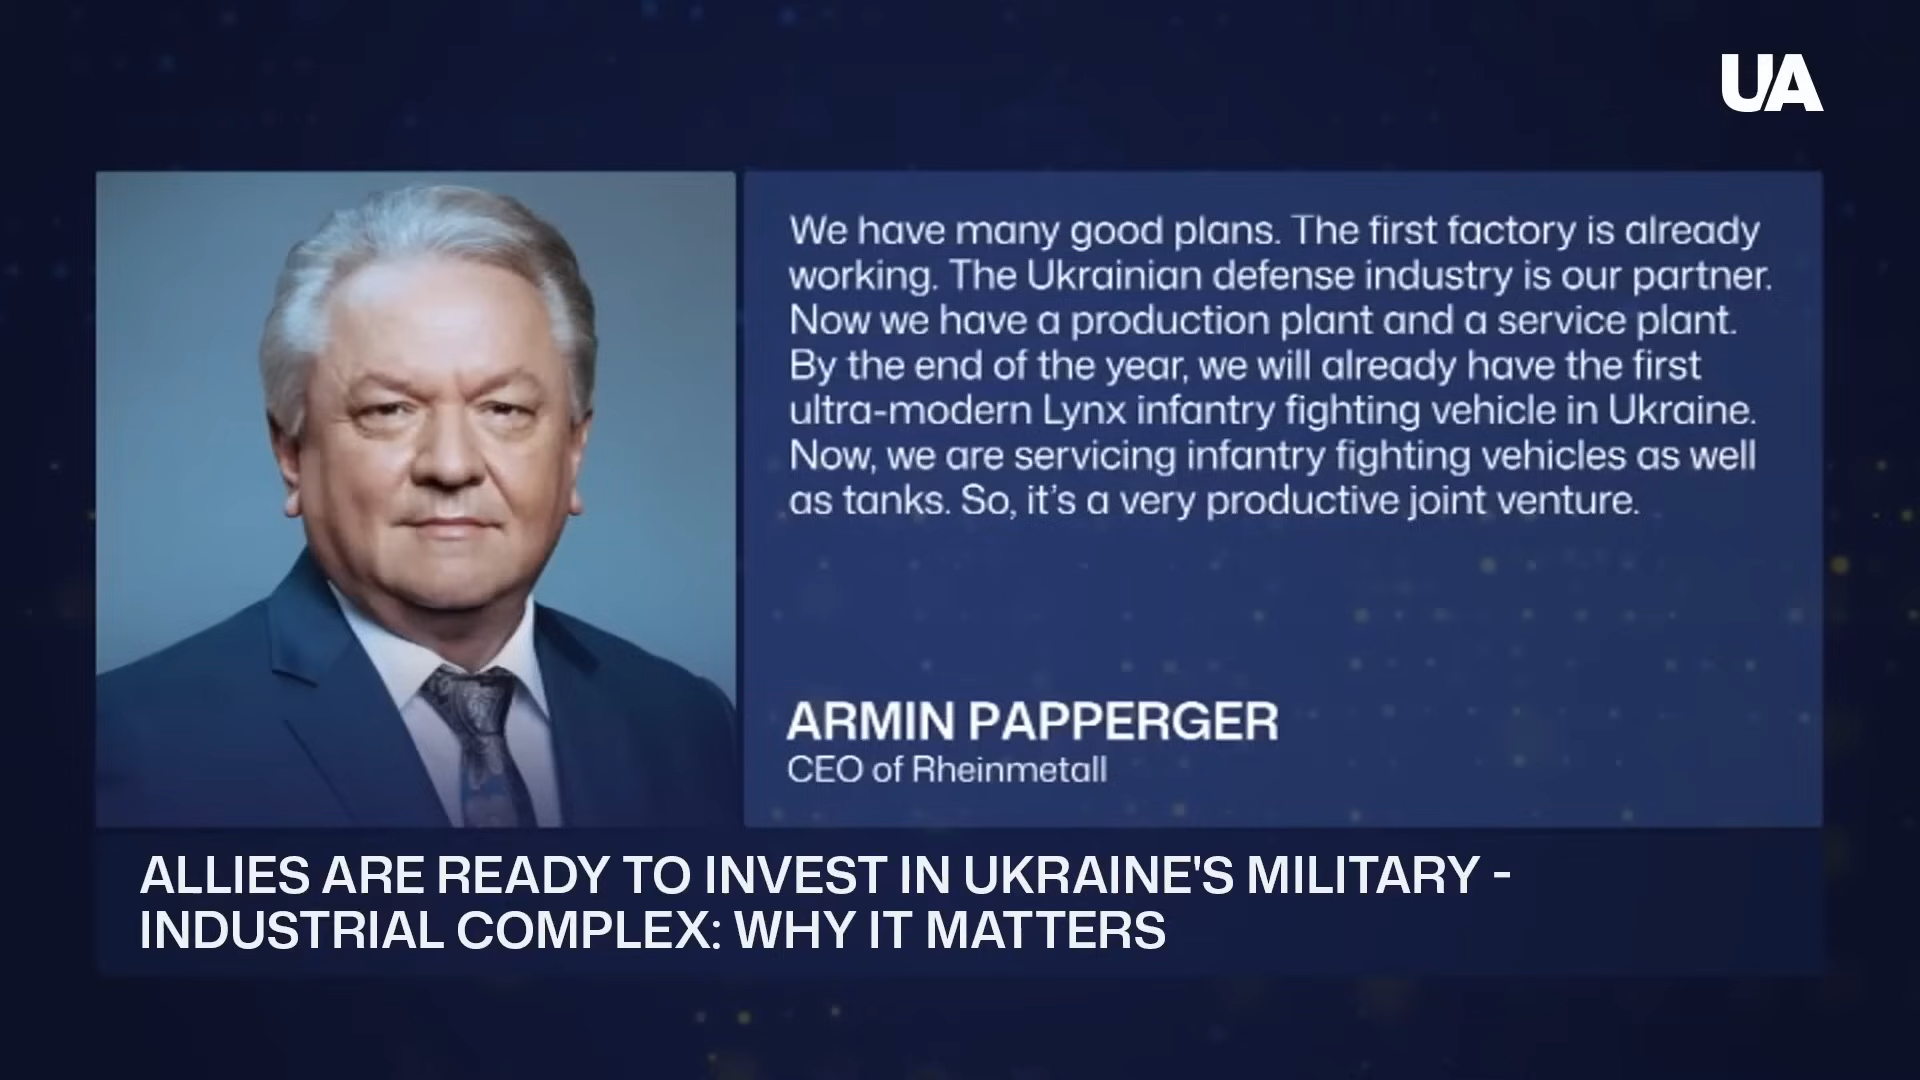 UA
We have many good plans. The first factory is already
working. The Ukrainian defense industry is our partner.
Now we have a production plant and a service plant.
By the end of the year, we will already have the first
ultra-modern Lynx infantry fighting vehicle in Ukraine.
Now, we are servicing infantry fighting vehicles as well
as tanks. So, it’s a very productive joint venture.
ARMIN PAPPERGER
CEO of Rheinmetall
ALLIES ARE READY TO INVEST IN UKRAINE'S MILITARY -
INDUSTRIAL COMPLEX: WHY IT MATTERS